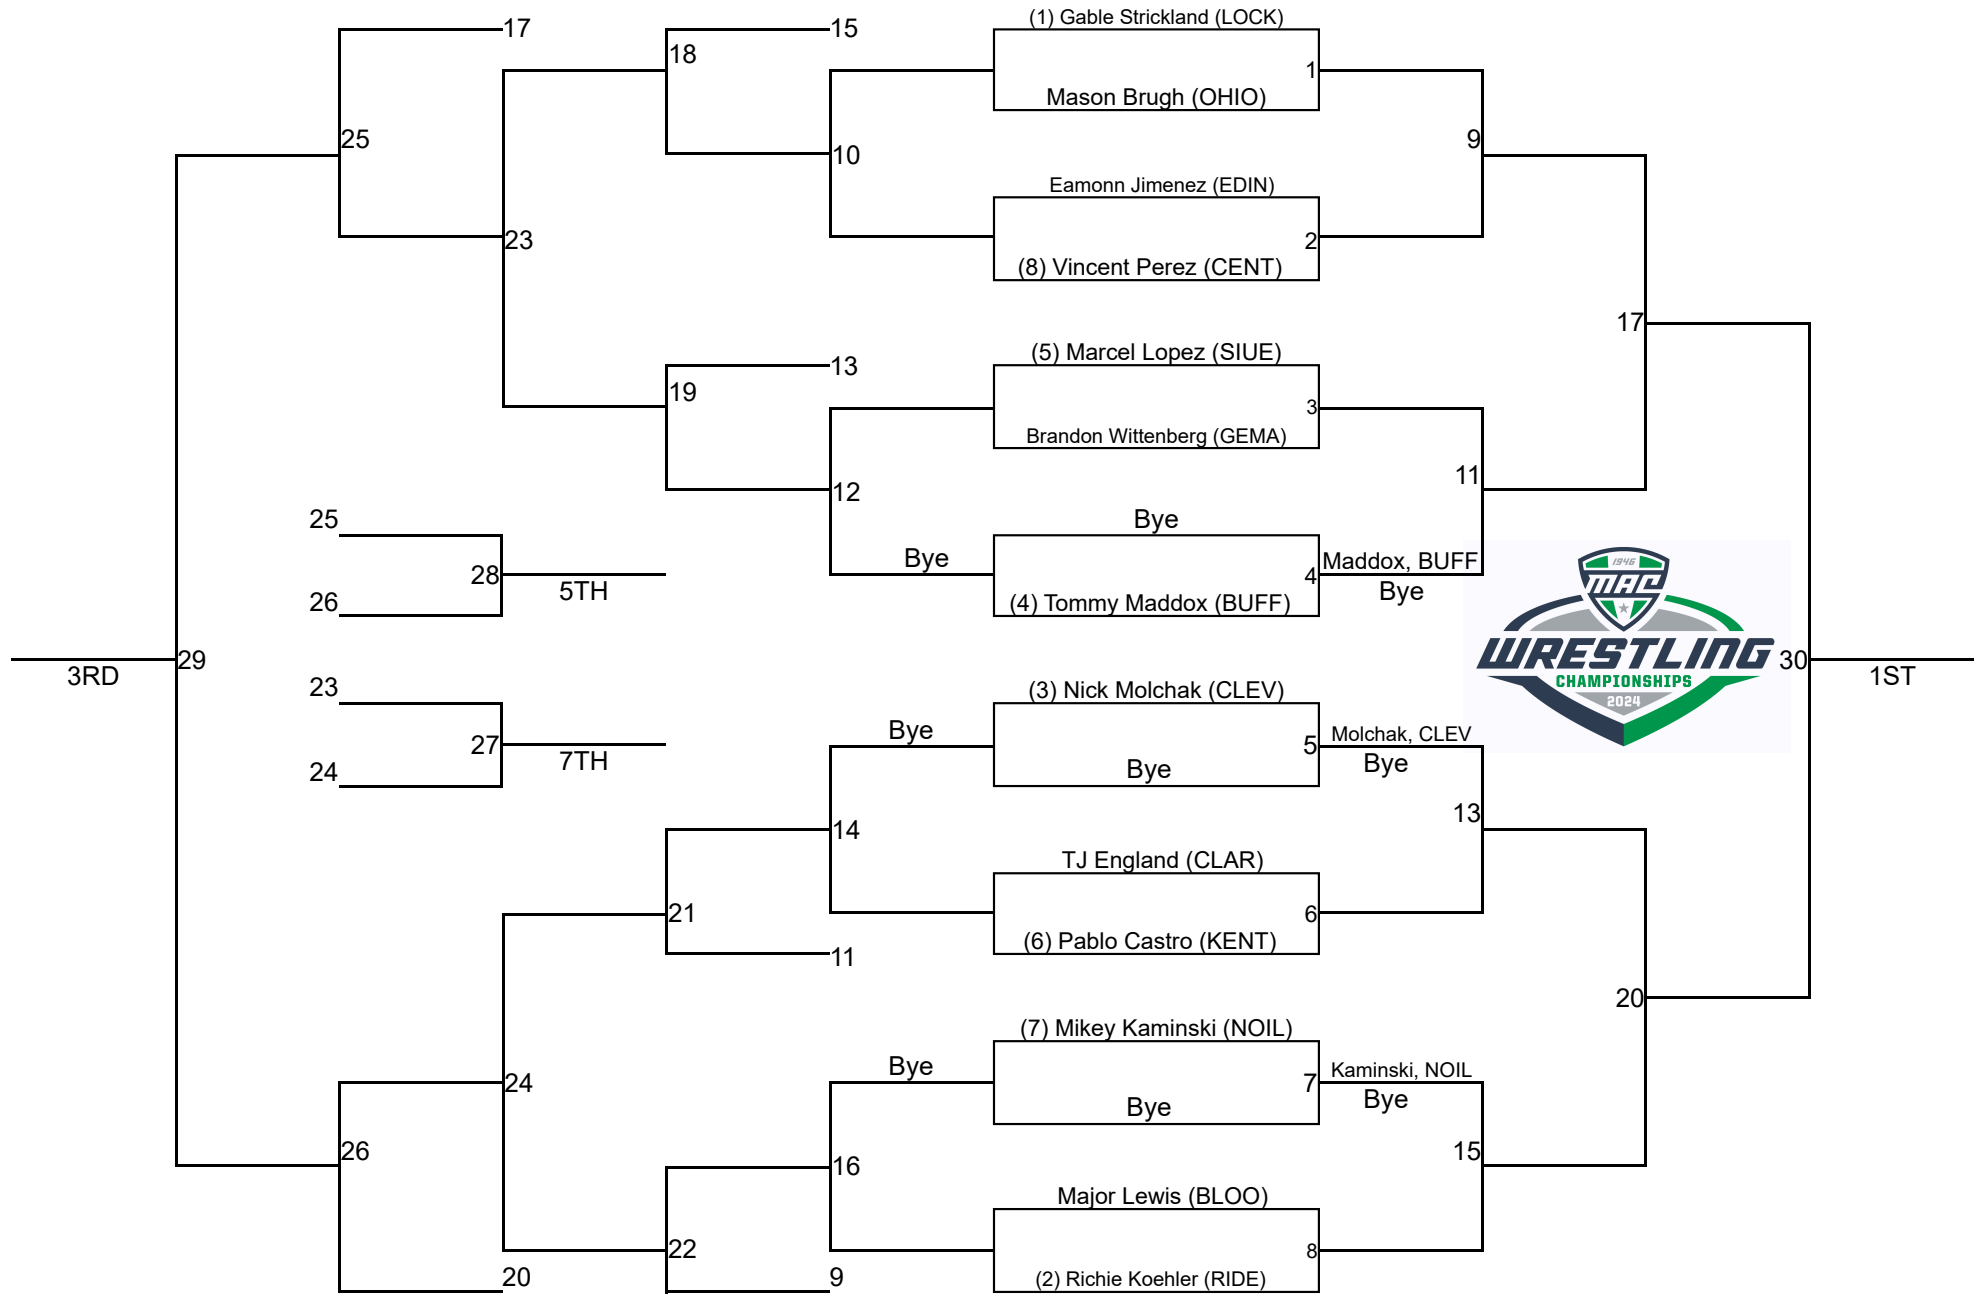 17
15
(1) Gable Strickland (LOCK)
18
1
Mason Brugh (OHIO)
25
10
9
Eamonn Jimenez (EDIN)
23
2
(8) Vincent Perez (CENT)
17
13
(5) Marcel Lopez (SIUE)
19
3
Brandon Wittenberg (GEMA)
11
12
25
Bye
Bye
Maddox, BUFF
28
4
5TH
Bye
26
(4) Tommy Maddox (BUFF)
1946
MAC
WRESTLING
CHAMPIONSHIPS
2024
29
30
3RD
1ST
23
(3) Nick Molchak (CLEV)
Bye
Molchak, CLEV
27
5
7TH
Bye
24
Bye
13
14
TJ England (CLAR)
21
6
(6) Pablo Castro (KENT)
11
20
(7) Mikey Kaminski (NOIL)
Bye
Kaminski, NOIL
24
7
Bye
Bye
26
15
16
Major Lewis (BLOO)
22
8
20
9
(2) Richie Koehler (RIDE)